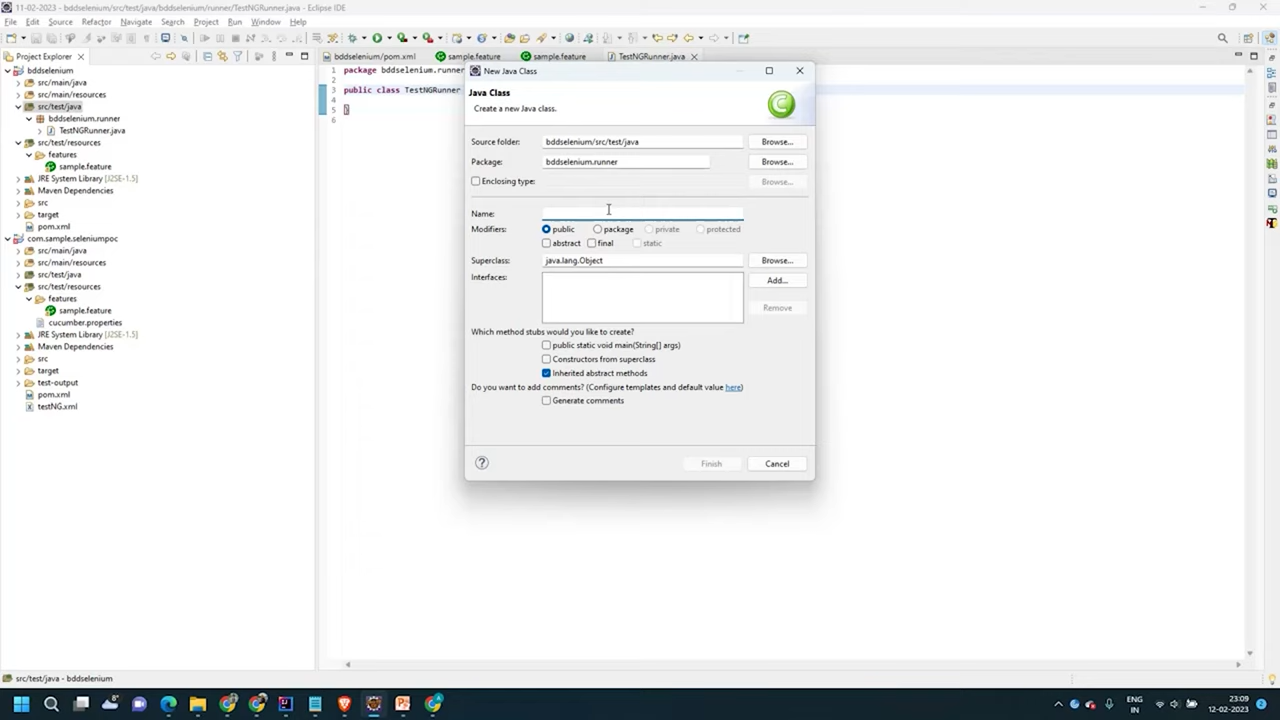 11-02-2023 - bddselenium/src/test/java/bddselenium/runner/TestNGRunner.java - Eclipse IDE
File Edit Source Refactor Navigate Search Project Run Window Help
Project Explorer
bddselenium/pom.xml sample.feature sample.feature TestNGRunner.java
bddselenium
src/main/java
src/main/resources
src/test/java
bddselenium.runner
TestNGRunner.java
src/test/resources
features
sample.feature
JRE System Library [J2SE-1.5]
Maven Dependencies
src
target
pom.xml
com.sample.seleniumpoc
src/main/java
src/main/resources
src/test/java
src/test/resources
features
sample.feature
cucumber.properties
JRE System Library [J2SE-1.5]
Maven Dependencies
src
target
test-output
pom.xml
testNG.xml
1 package bddselenium.runner
2
3 public class TestNGRunner
4
5 }
6
New Java Class
Java Class
Create a new Java class.
Source folder: bddselenium/src/test/java Browse...
Package: bddselenium.runner Browse...
Enclosing type: Browse...
Name:
Modifiers: public package private protected
abstract final static
Superclass: java.lang.Object Browse...
Interfaces: Add...
Remove
Which method stubs would you like to create?
public static void main(String[] args)
Constructors from superclass
Inherited abstract methods
Do you want to add comments? (Configure templates and default value here)
Generate comments
? Finish Cancel
src/test/java - bddselenium
ENG
IN
23:09
12-02-2023